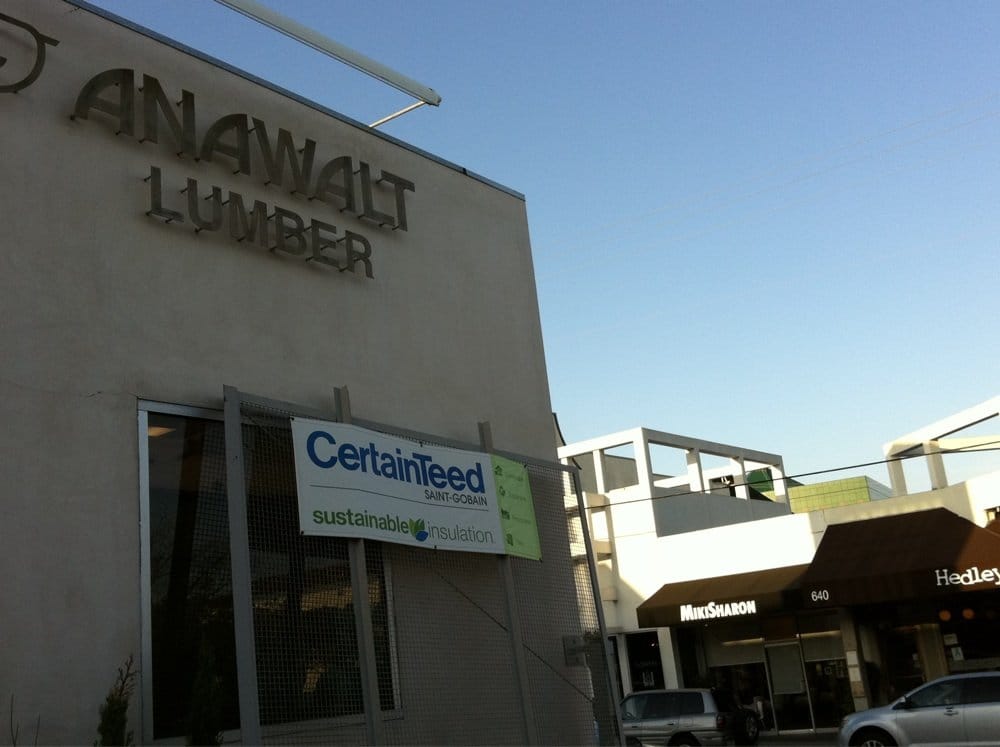 ANAWALT
LUMBER
CertainTeed
SAINT-GOBAIN
sustainable insulation
MIKISHARON
640
Hedley